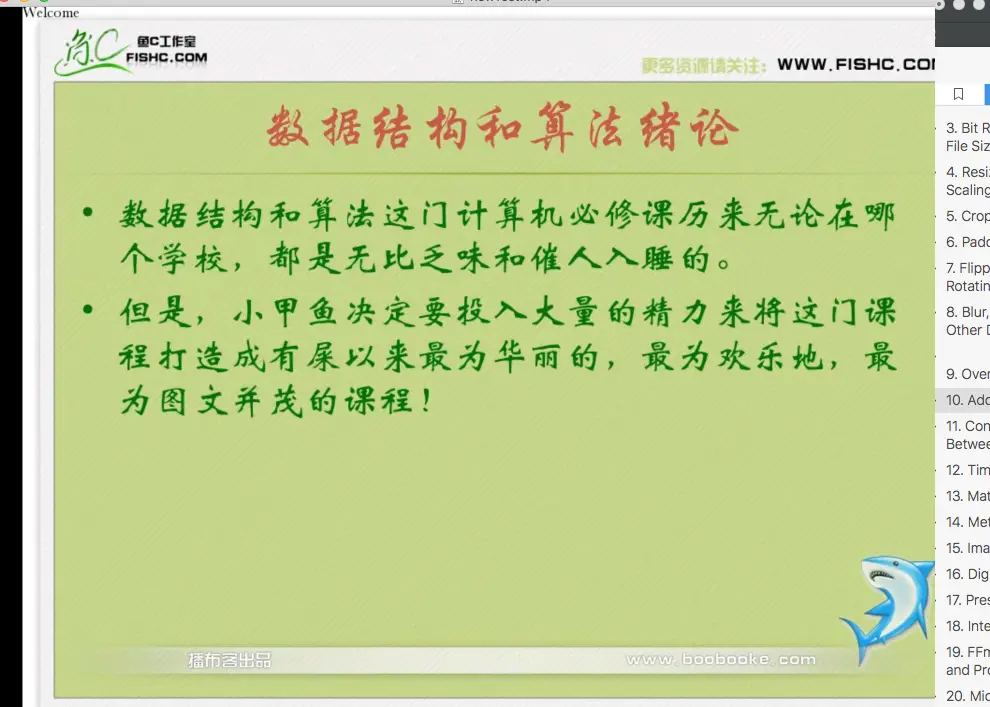 Welcome
鱼C工作室
FISHC.COM
更多资源请关注：WWW.FISHC.CO
数据结构和算法绪论
• 数据结构和算法这门计算机必修课历来无论在哪
个学校，都是无比乏味和催人入睡的。
• 但是，小甲鱼决定要投入大量的精力来将这门课
程打造成有屎以来最为华丽的，最为欢乐地，最
为图文并茂的课程！
播布客出品
www.boobooke.com
3. Bit R
File Siz
4. Resi
Scaling
5. Crop
6. Padd
7. Flipp
Rotatin
8. Blur,
Other D
9. Over
10. Add
11. Con
Betwee
12. Tim
13. Mat
14. Met
15. Ima
16. Dig
17. Pres
18. Inte
19. FFm
and Pro
20. Mic